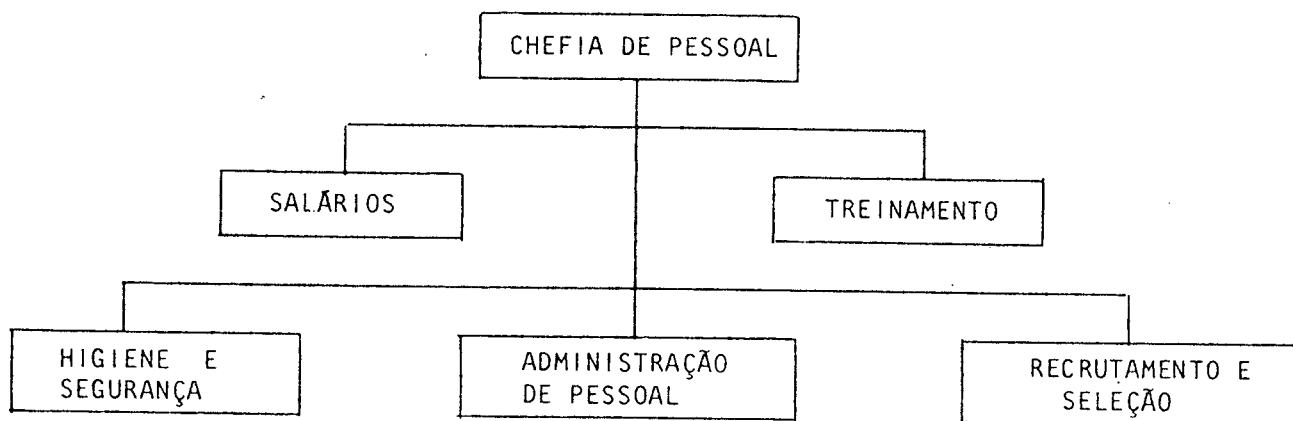 CHEFIA DE PESSOAL
SALÁRIOS
TREINAMENTO
HIGIENE E
SEGURANÇA
ADMINISTRAÇÃO
DE PESSOAL
RECRUTAMENTO E
SELEÇÃO